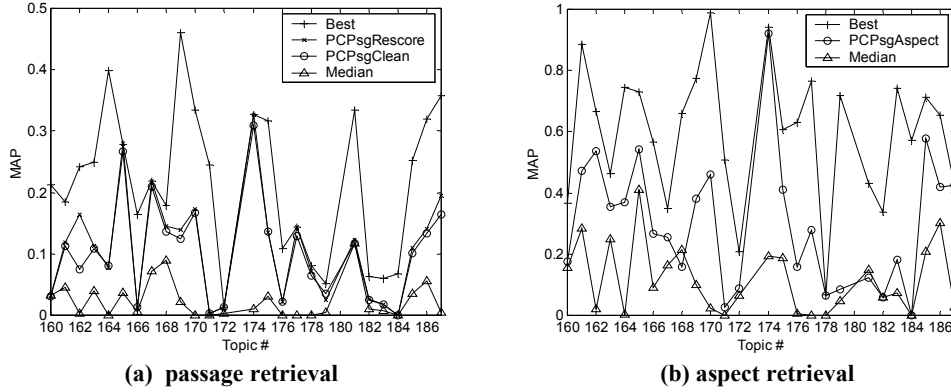 0.5
0.4
0.3
0.2
0.1
0
MAP
Best
PCPsgRescore
PCPsgClean
Median
160 162 164 166 168 170 172 174 176 178 180 182 184 186
Topic #
(a) passage retrieval
1
0.8
0.6
0.4
0.2
0
MAP
Best
PCPsgAspect
Median
160 162 164 166 168 170 172 174 176 178 180 182 184 186
Topic #
(b) aspect retrieval